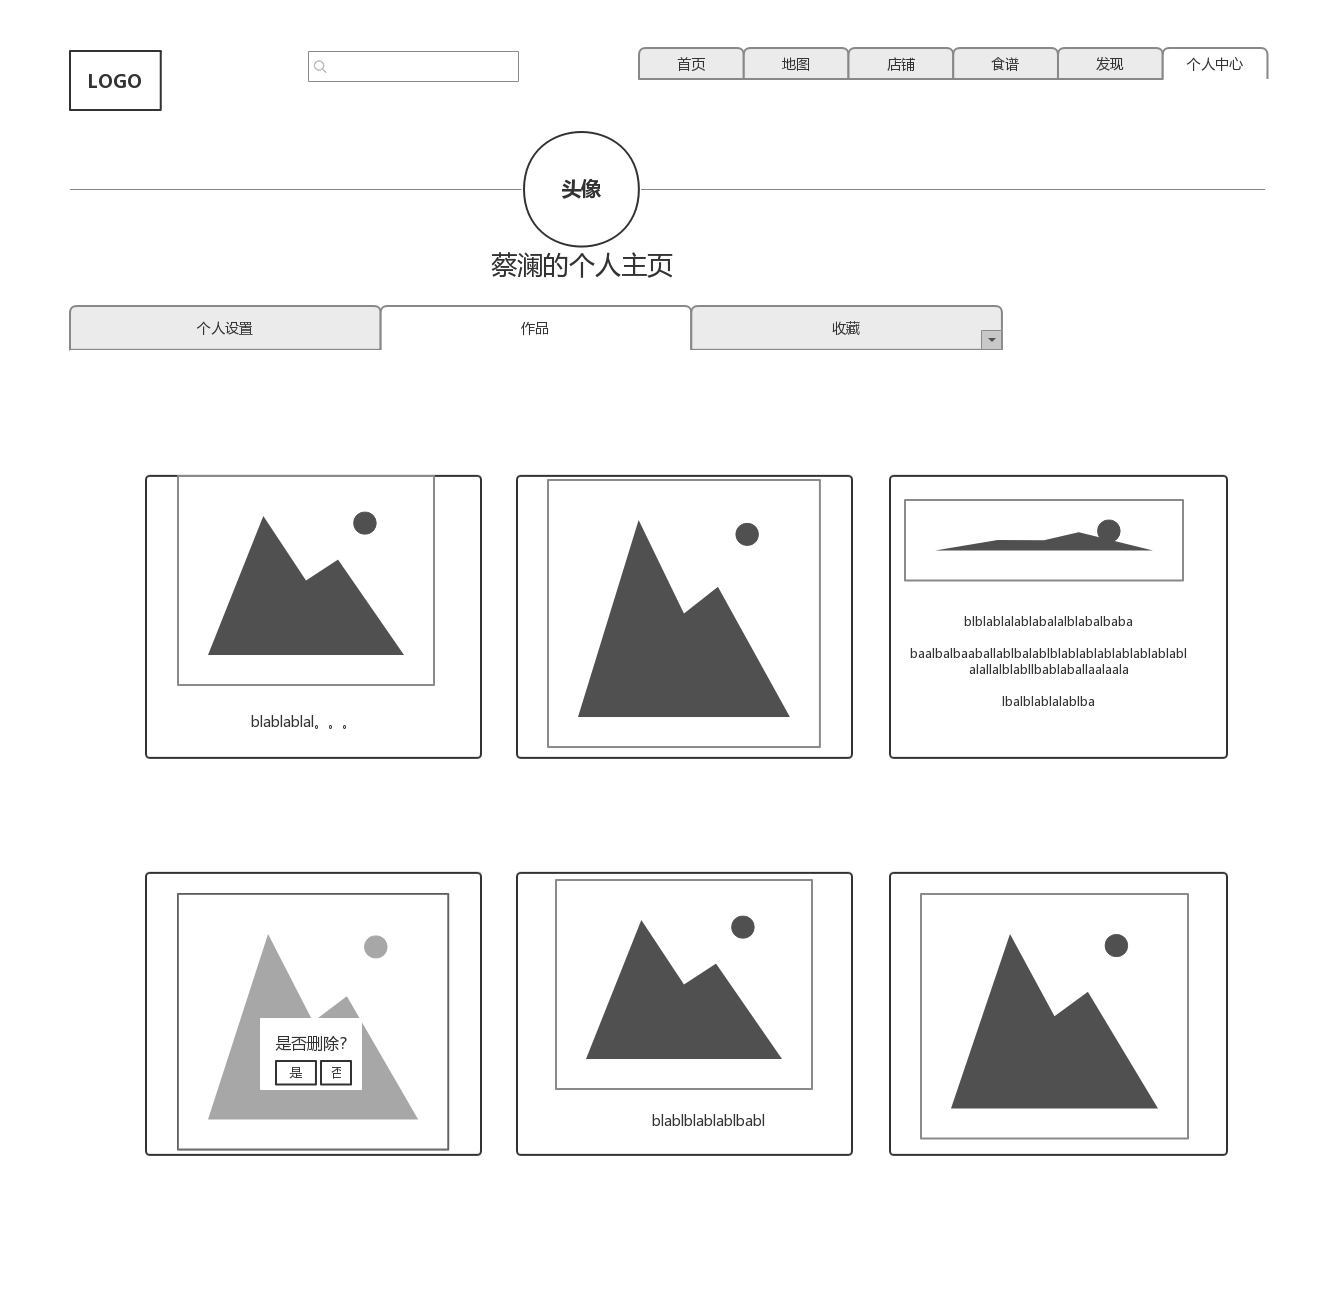 LOGO
首页 地图 店铺 食谱 发现 个人中心
头像
蔡澜的个人主页
个人设置 作品 收藏
blablablal。。。
blblablalablabalalblabalbaba
baalbalbaaballablbalablblablablablablablablablabl
alallalblabllbablaballaalaala
lbalblablalablba
是否删除?
是 否
blablblablablbabl